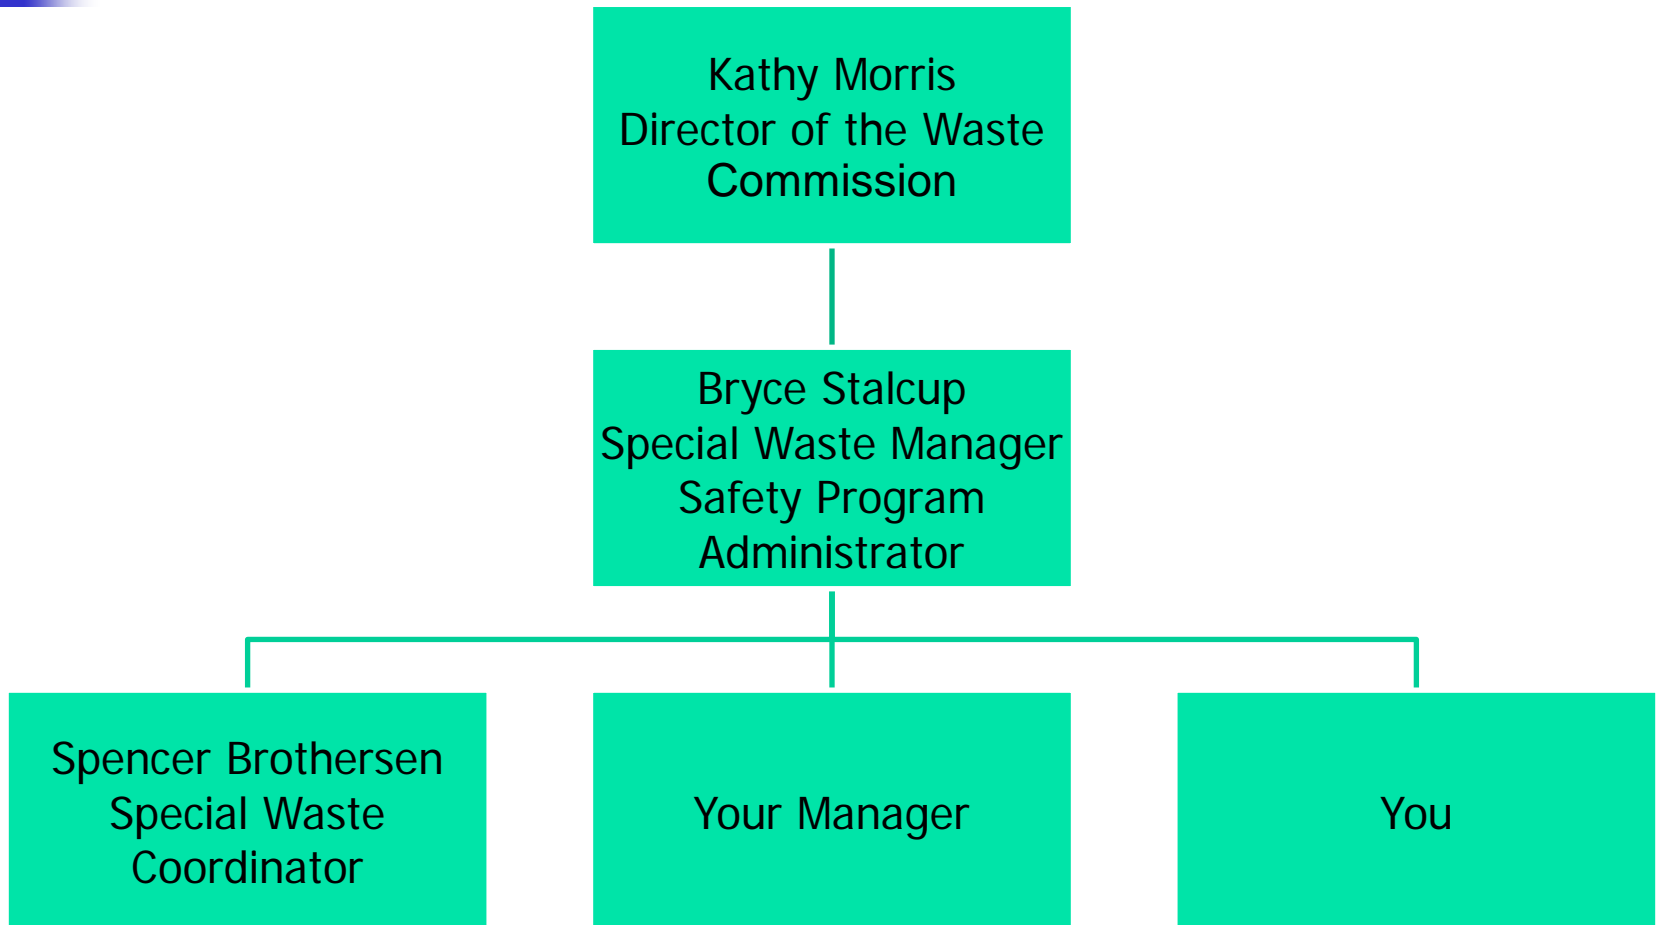 Kathy Morris
Director of the Waste
Commission
Bryce Stalcup
Special Waste Manager
Safety Program
Administrator
Spencer Brothersen
Special Waste
Coordinator
Your Manager
You